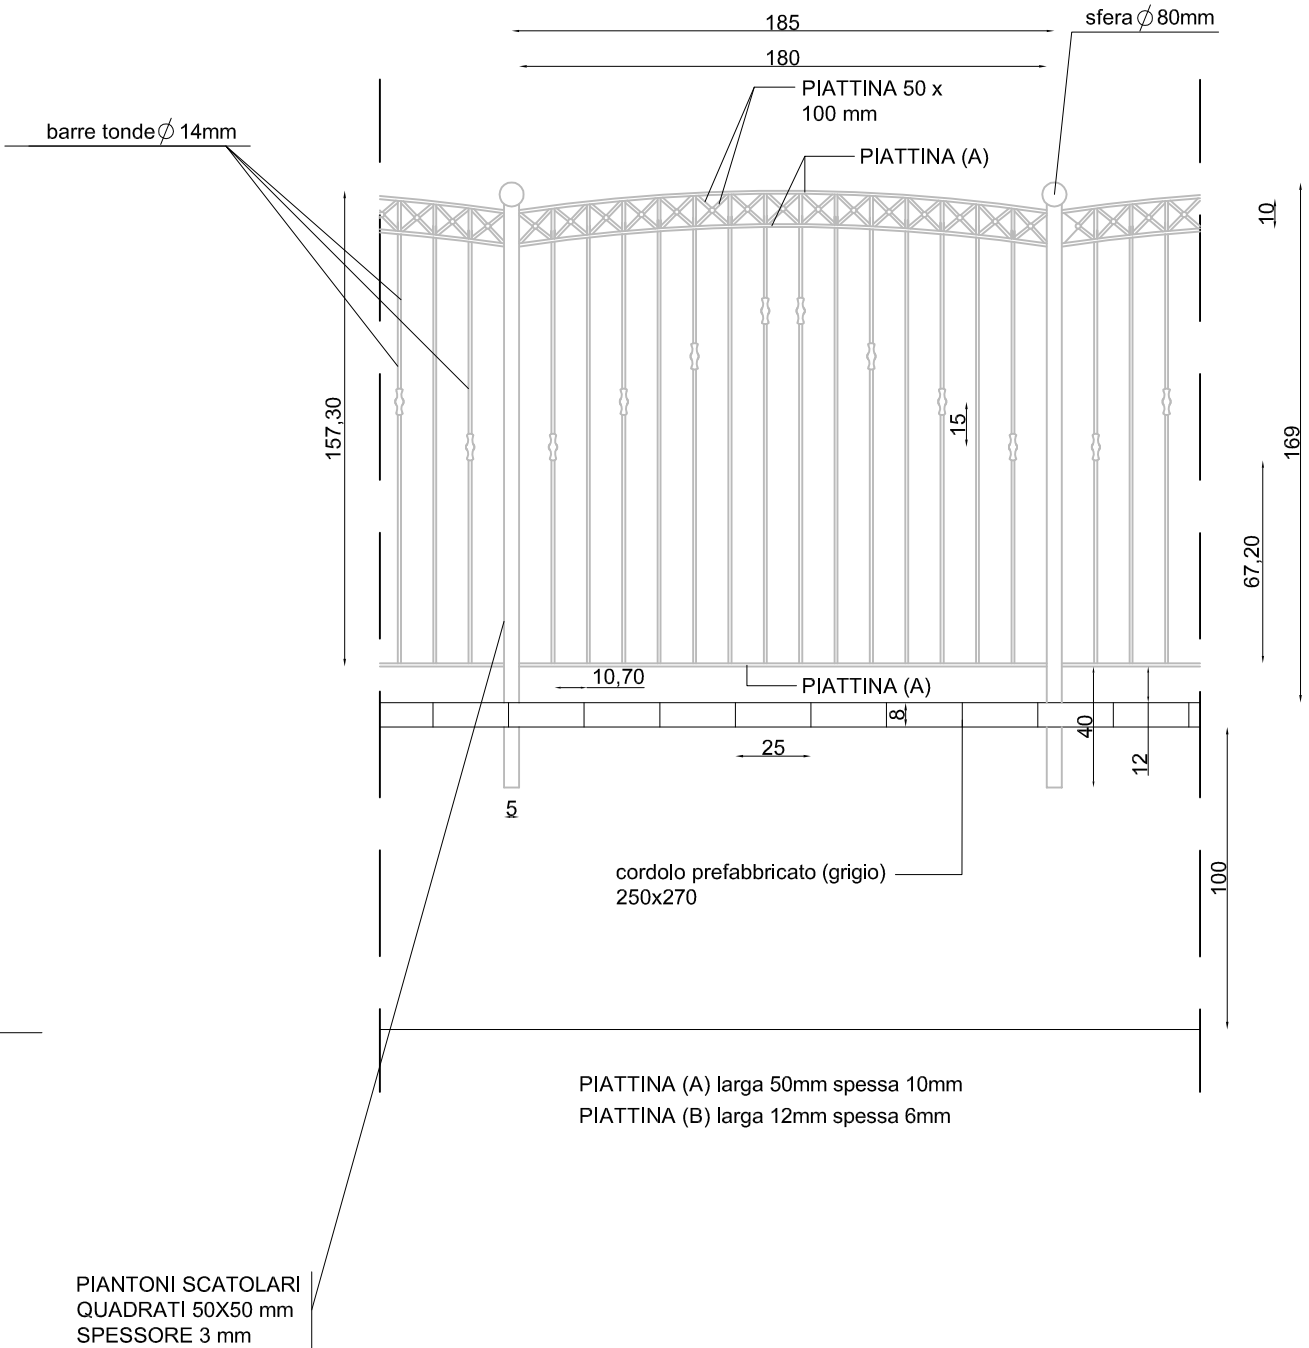 185
sfera ∅ 80mm
180
PIATTINA 50 x
100 mm
barre tonde ∅ 14mm
PIATTINA (A)
10
157,30
15
169
67,20
10,70
PIATTINA (A)
8
40
12
25
5
cordolo prefabbricato (grigio)
250x270
100
PIATTINA (A) larga 50mm spessa 10mm
PIATTINA (B) larga 12mm spessa 6mm
PIANTONI SCATOLARI
QUADRATI 50X50 mm
SPESSORE 3 mm